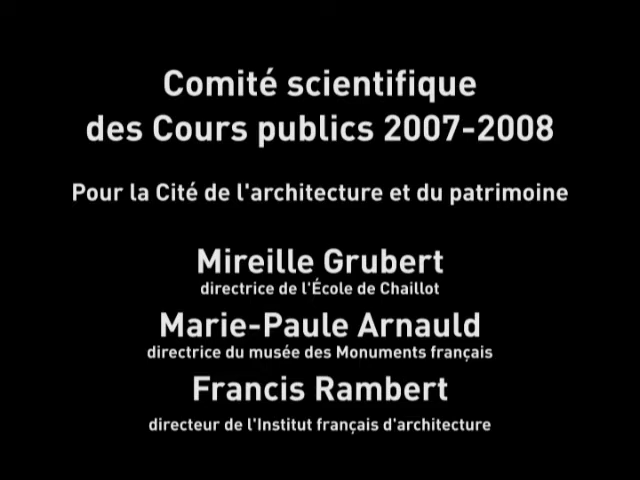 Comité scientifique
des Cours publics 2007-2008
Pour la Cité de l'architecture et du patrimoine
Mireille Grubert
directrice de l'École de Chaillot
Marie-Paule Arnauld
directrice du musée des Monuments français
Francis Rambert
directeur de l'Institut français d'architecture